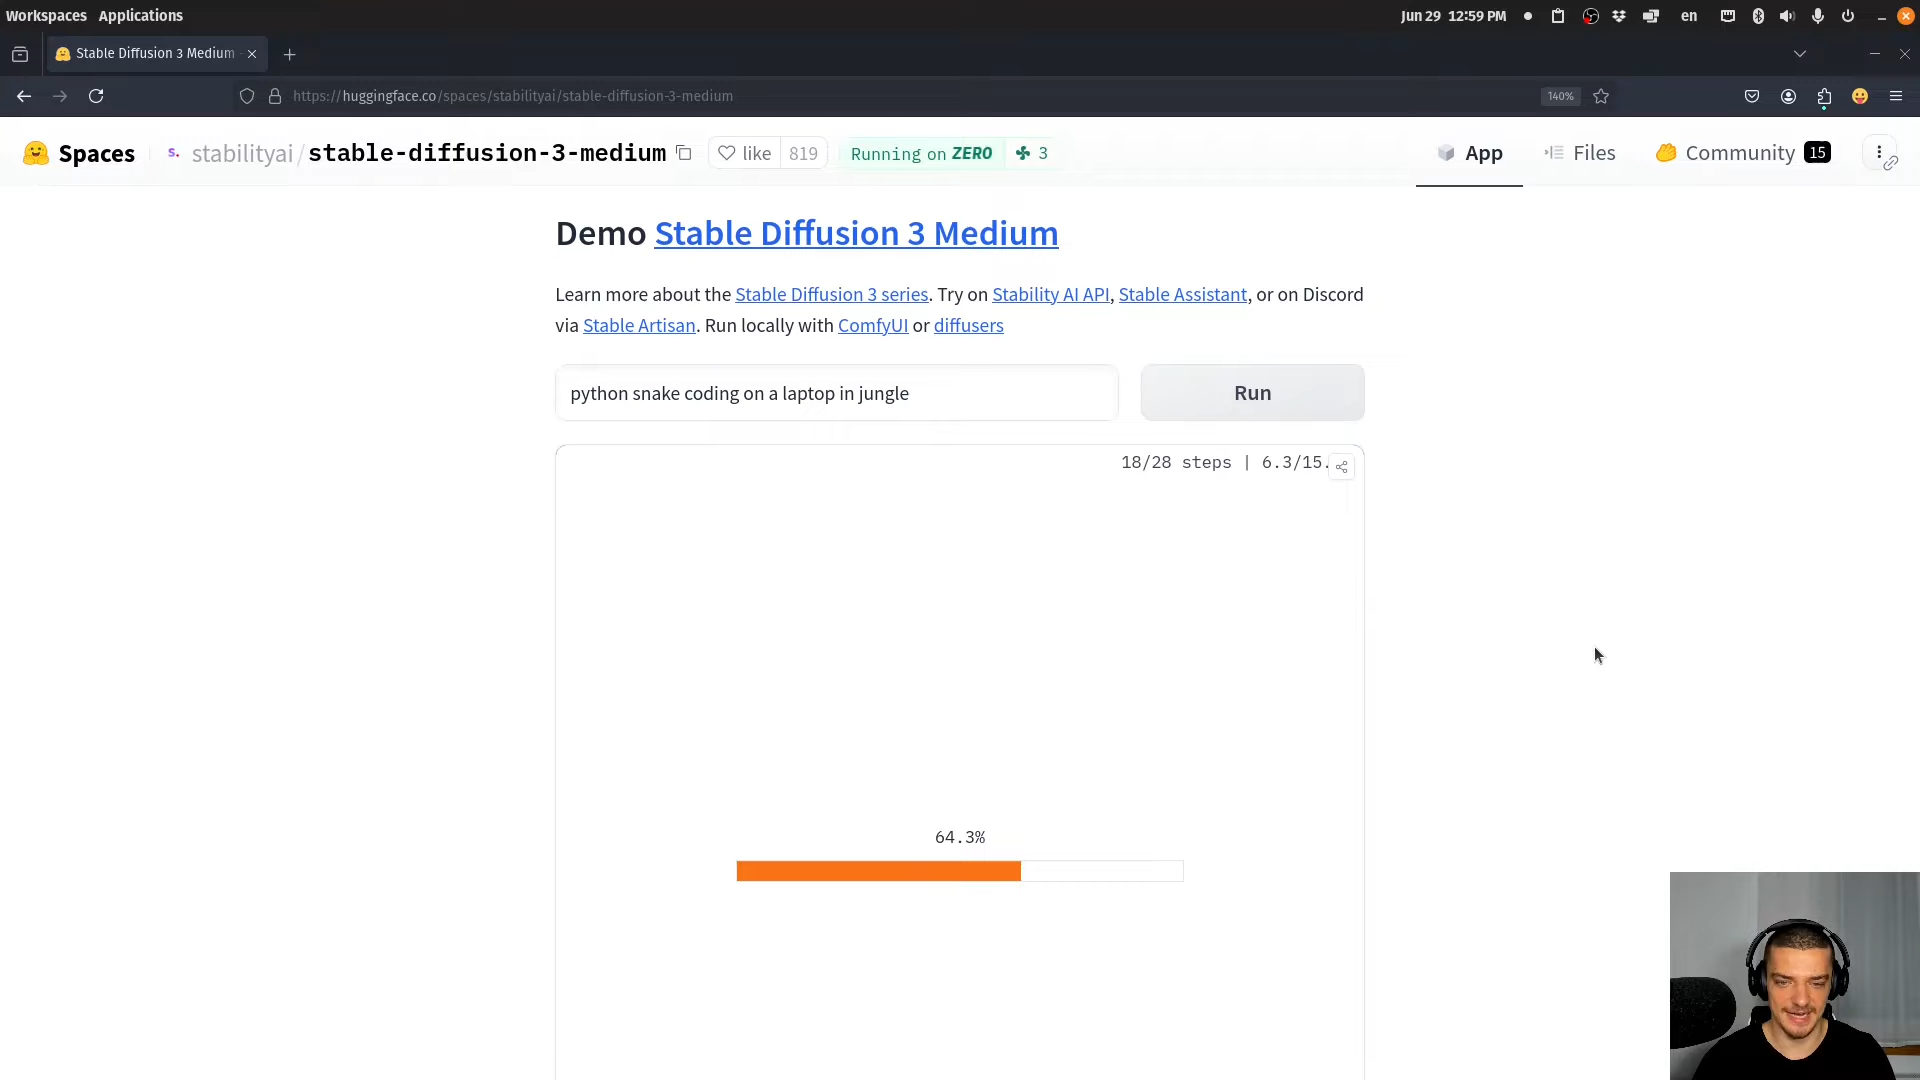 Workspaces Applications Jun 29 12:59 PM en
Stable Diffusion 3 Medium
https://huggingface.co/spaces/stabilityai/stable-diffusion-3-medium 140%
Spaces s. stabilityai/stable-diffusion-3-medium like 819 Running on ZERO 3 App Files Community 15
Demo Stable Diffusion 3 Medium
Learn more about the Stable Diffusion 3 series. Try on Stability AI API, Stable Assistant, or on Discord
via Stable Artisan. Run locally with ComfyUI or diffusers
python snake coding on a laptop in jungle Run
18/28 steps | 6.3/15.
64.3%